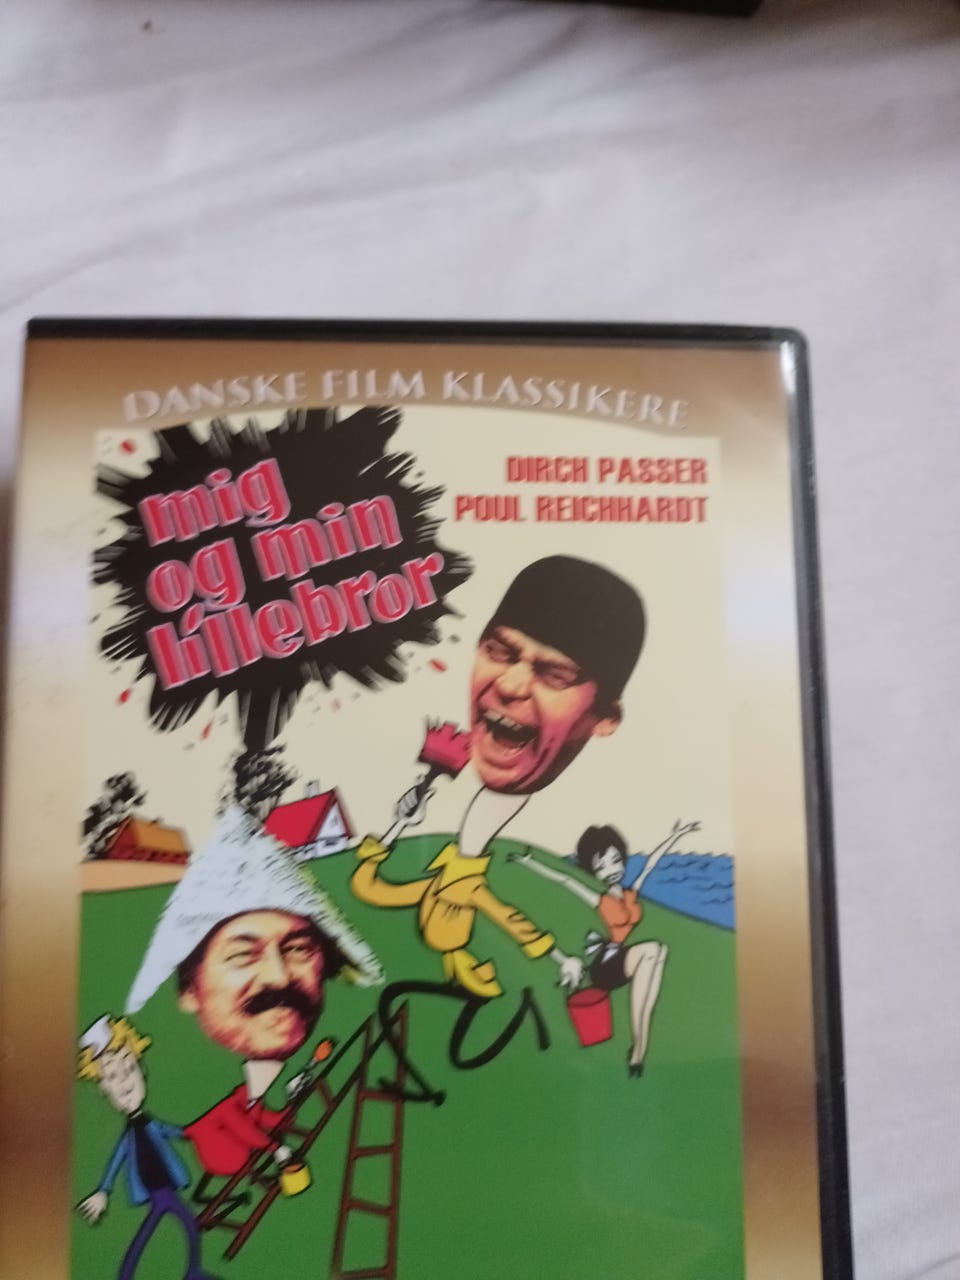 DANSKE FILM KLASSIKERE
DIRCH PASSER
POUL REICHHARDT
mig
og min
lillebror